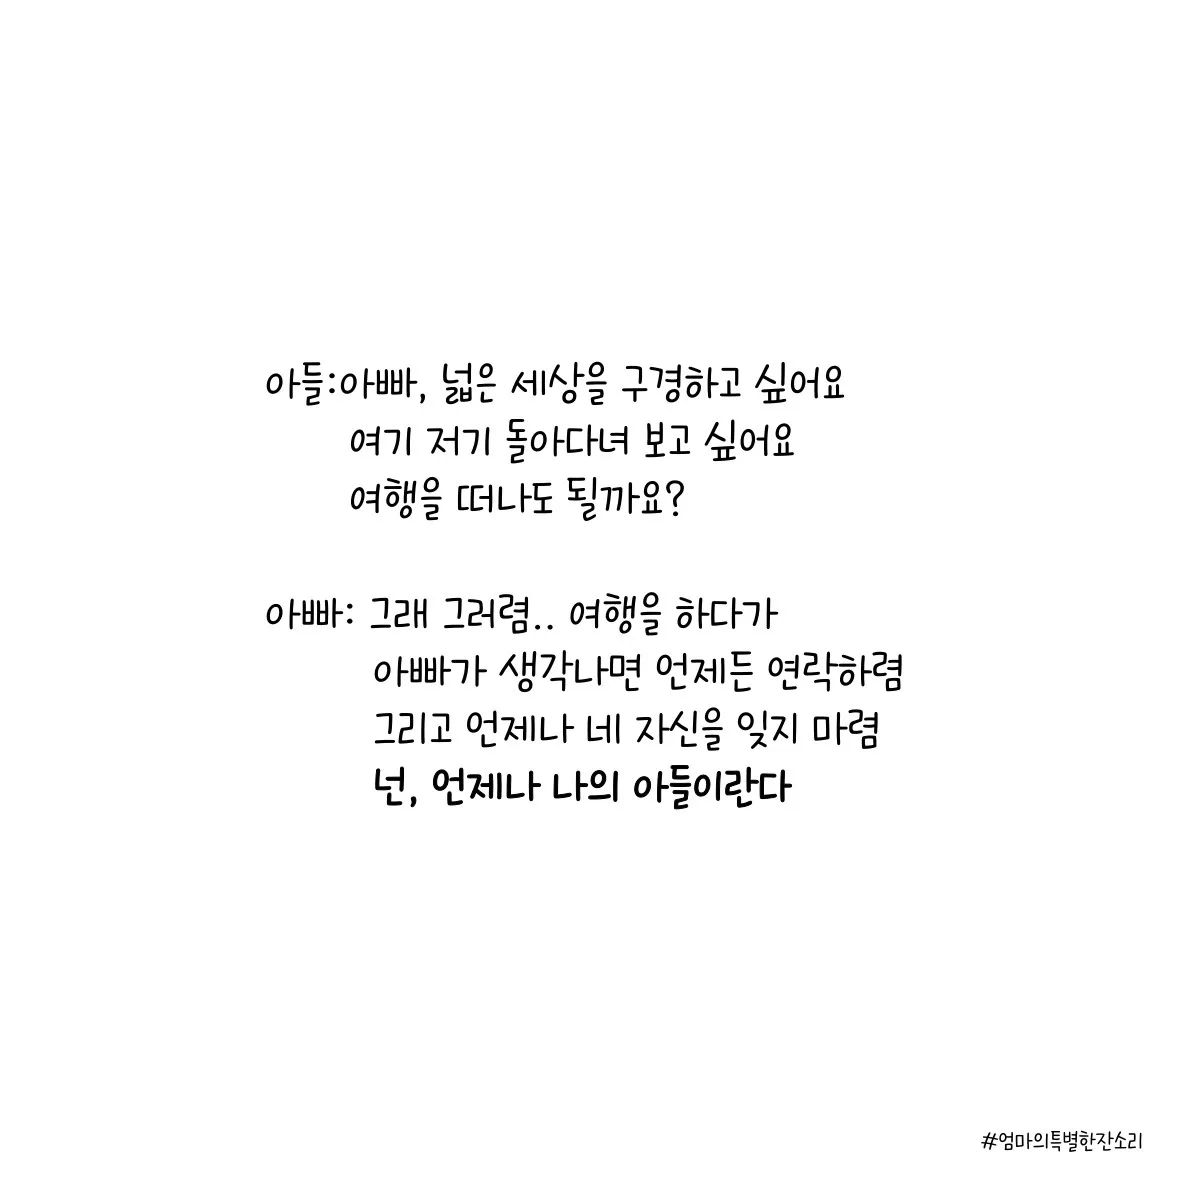 아들:아빠, 넓은 세상을 구경하고 싶어요
여기 저기 돌아다녀 보고 싶어요
여행을 떠나도 될까요?
아빠: 그래 그러렴.. 여행을 하다가
아빠가 생각나면 언제든 연락하렴
그리고 언제나 네 자신을 잊지 마렴
넌, 언제나 나의 아들이란다
#엄마의특별한잔소리